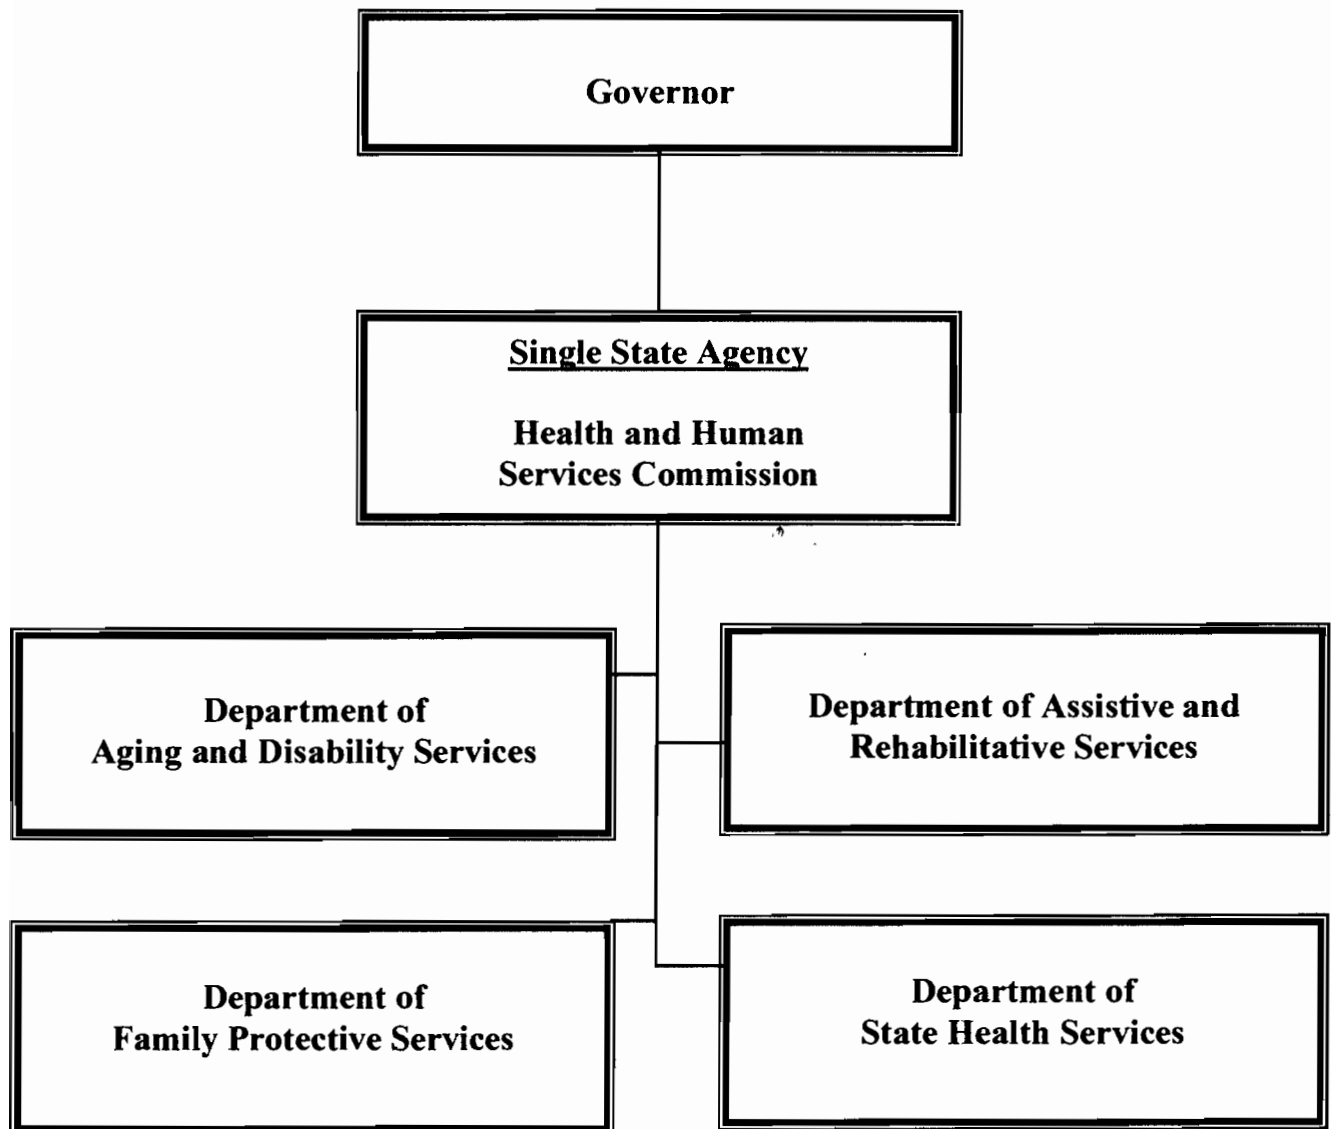 Governor
Single State Agency
Health and Human
Services Commission
Department of
Aging and Disability Services
Department of Assistive and
Rehabilitative Services
Department of
Family Protective Services
Department of
State Health Services